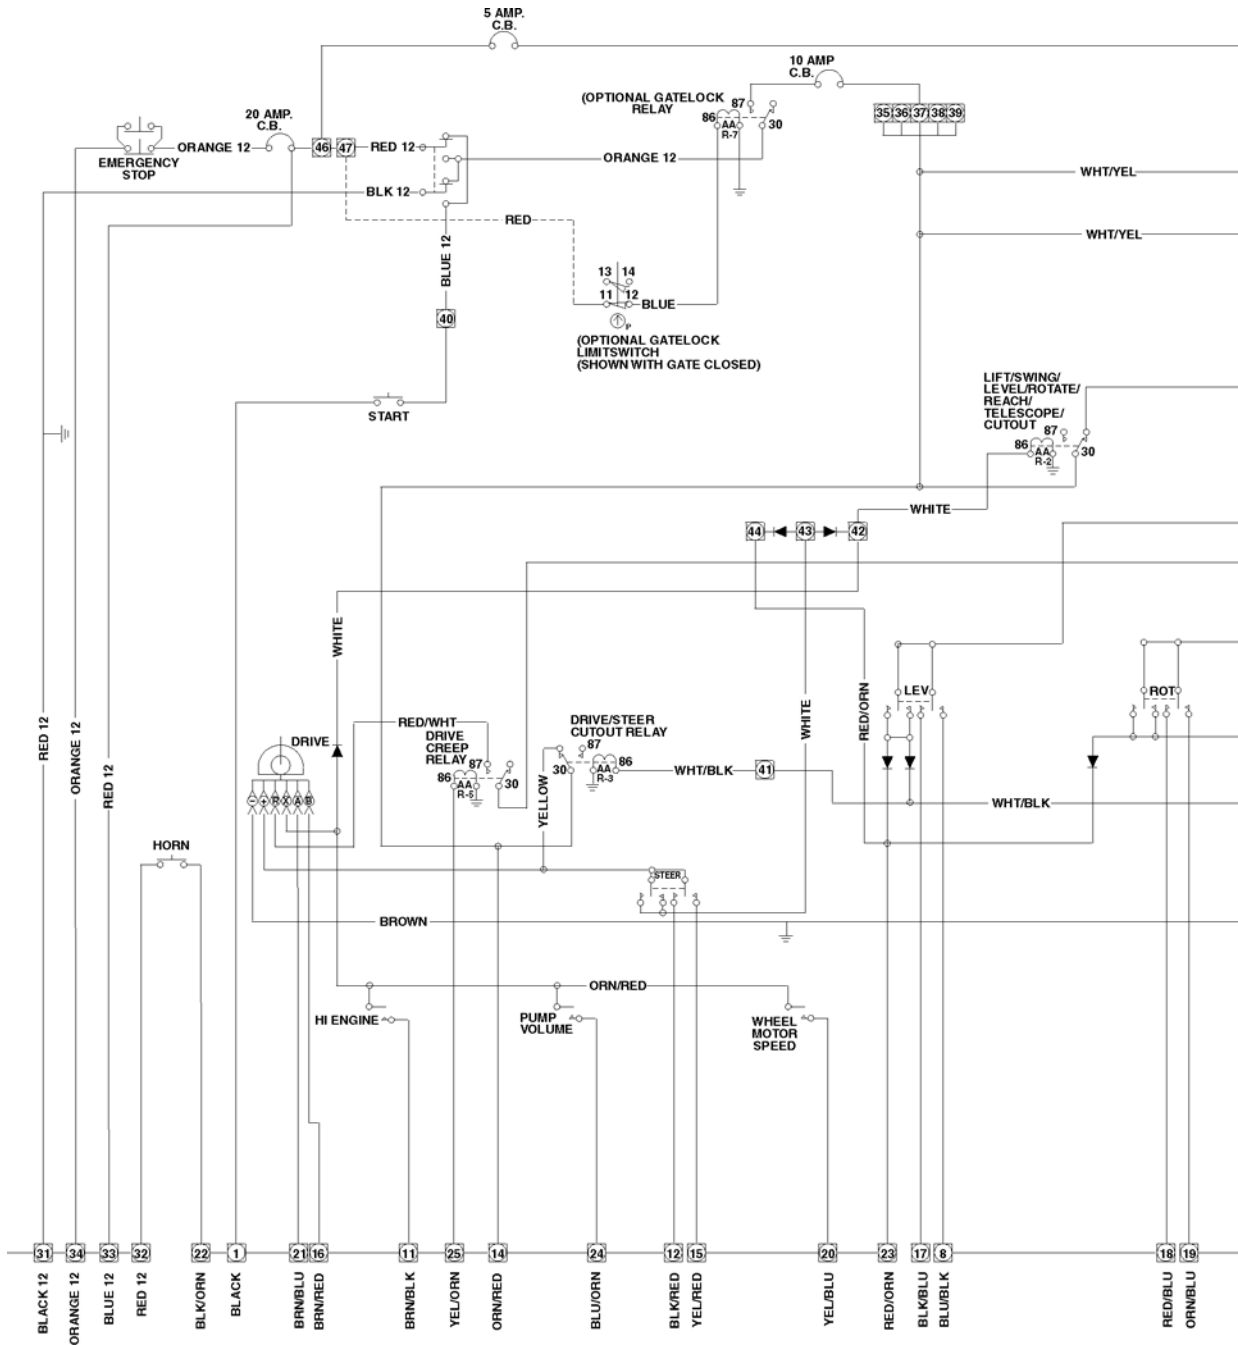 5 AMP.
C.B.
10 AMP
C.B.
(OPTIONAL GATELOCK
RELAY
87
86
AA
R-7
30
35 36 37 38 39
20 AMP.
C.B.
ORANGE 12
EMERGENCY
STOP
46 47
RED 12
ORANGE 12
BLK 12
WHT/YEL
RED
WHT/YEL
BLUE 12
13 14
11 12
BLUE
P
40
(OPTIONAL GATELOCK
LIMITSWITCH
(SHOWN WITH GATE CLOSED)
START
LIFT/SWING/
LEVEL/ROTATE/
REACH/
TELESCOPE/
CUTOUT
87
86
AA
R-2
30
WHITE
44 43 42
WHITE
RED 12
ORANGE 12
RED 12
RED/WHT
DRIVE
CREEP
RELAY
87
86
AA
R-5
30
DRIVE/STEER
CUTOUT RELAY
87
30
AA
R-3
86
WHT/BLK
41
WHITE
RED/ORN
LEV
ROT
DRIVE
- + R X A B
YELLOW
WHT/BLK
HORN
STEER
BROWN
ORN/RED
HI ENGINE
PUMP
VOLUME
WHEEL
MOTOR
SPEED
31 34 33 32 22 1 21 16 11 25 14 24 12 15 20 23 17 8 18 19
BLACK 12
ORANGE 12
BLUE 12
RED 12
BLK/ORN
BLACK
BRN/BLU
BRN/RED
BRN/BLK
YEL/ORN
ORN/RED
BLU/ORN
BLK/RED
YEL/RED
YEL/BLU
RED/ORN
BLK/BLU
BLU/BLK
RED/BLU
ORN/BLU